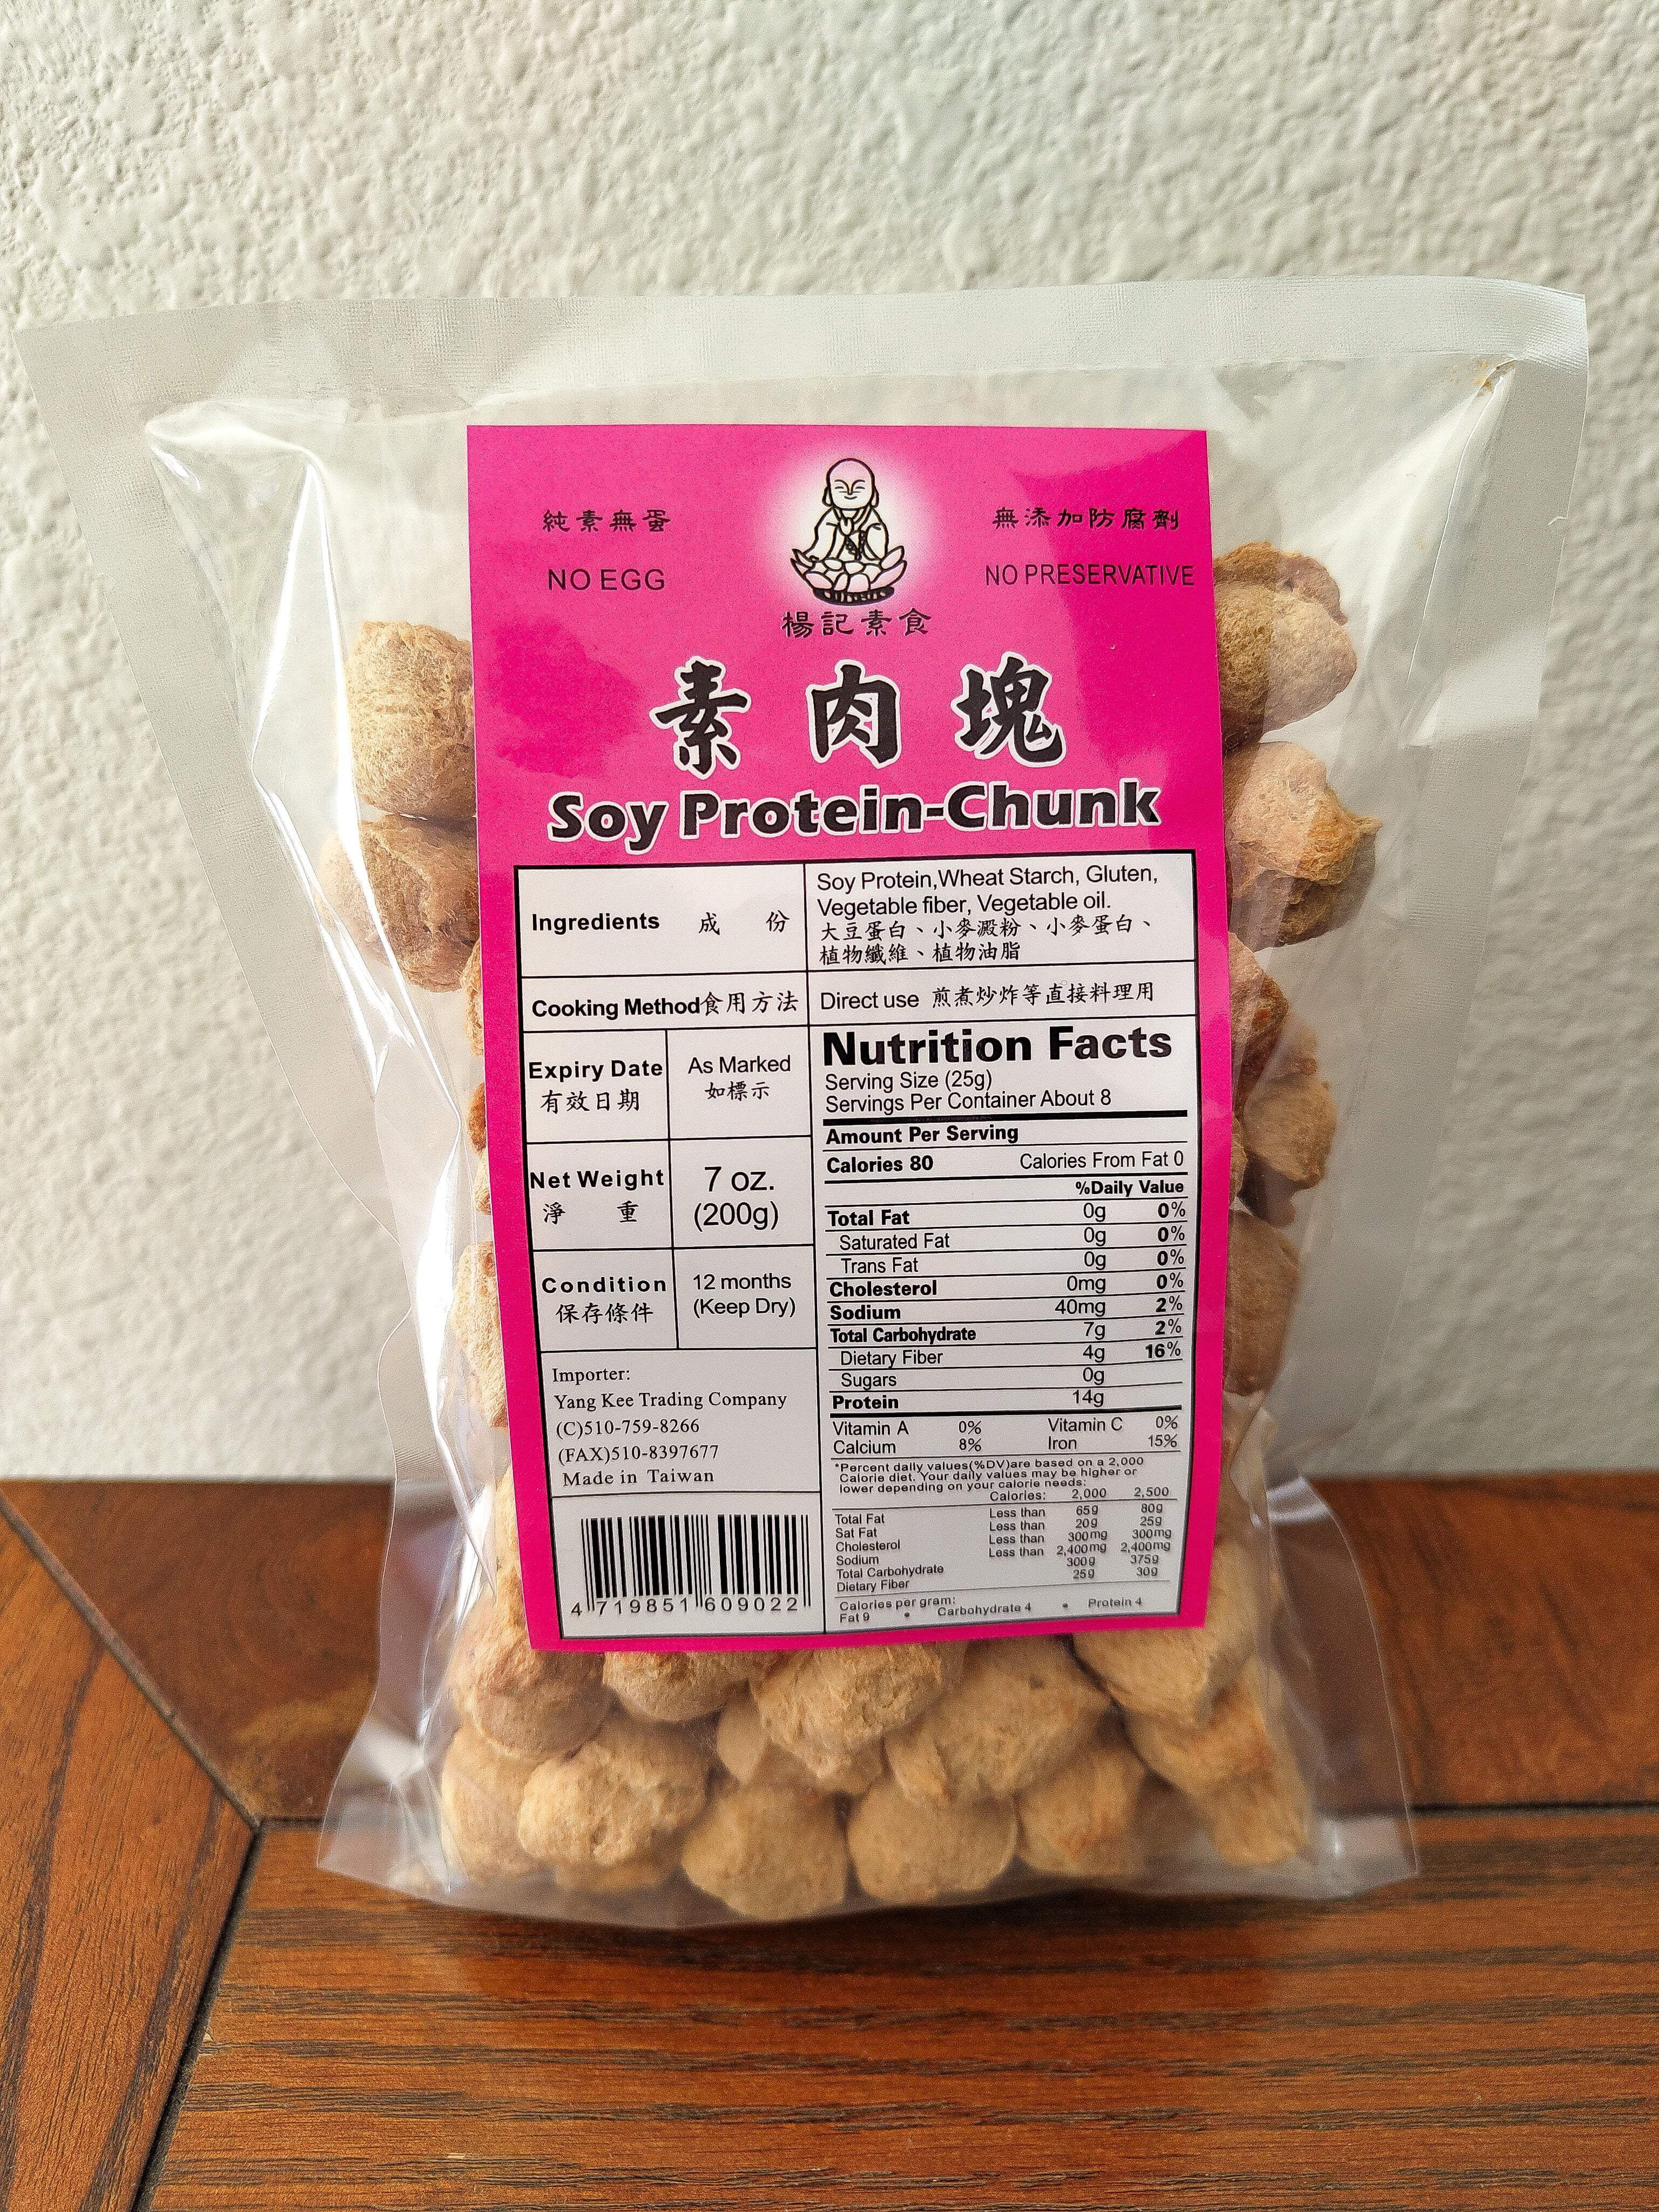 純素無蛋
NO EGG
無添加防腐劑
NO PRESERVATIVE
楊記素食
素肉塊
Soy Protein-Chunk
Ingredients 成 份
Soy Protein,Wheat Starch, Gluten,
Vegetable fiber, Vegetable oil.
大豆蛋白、小麥澱粉、小麥蛋白、
植物纖維、植物油脂
Cooking Method食用方法
Direct use 煎煮炒炸等直接料理用
Expiry Date
有效日期
As Marked
如標示
Net Weight
淨 重
7 oz.
(200g)
Condition
保存條件
12 months
(Keep Dry)
Importer:
Yang Kee Trading Company
(C)510-759-8266
(FAX)510-8397677
Made in Taiwan
4 719851 609022
Nutrition Facts
Serving Size (25g)
Servings Per Container About 8
Amount Per Serving
Calories 80 Calories From Fat 0
%Daily Value
Total Fat 0g 0%
Saturated Fat 0g 0%
Trans Fat 0g 0%
Cholesterol 0mg 0%
Sodium 40mg 2%
Total Carbohydrate 7g 2%
Dietary Fiber 4g 16%
Sugars 0g
Protein 14g
Vitamin A 0% Vitamin C 0%
Calcium 8% Iron 15%
*Percent daily values(%DV)are based on a 2,000
Calorie diet. Your daily values may be higher or
lower depending on your calorie needs:
Calories: 2,000 2,500
Total Fat Less than 65g 80g
Sat Fat Less than 20g 25g
Cholesterol Less than 300mg 300mg
Sodium Less than 2,400mg 2,400mg
Total Carbohydrate 300g 375g
Dietary Fiber 25g 30g
Calories per gram:
Fat 9 • Carbohydrate 4 • Protein 4